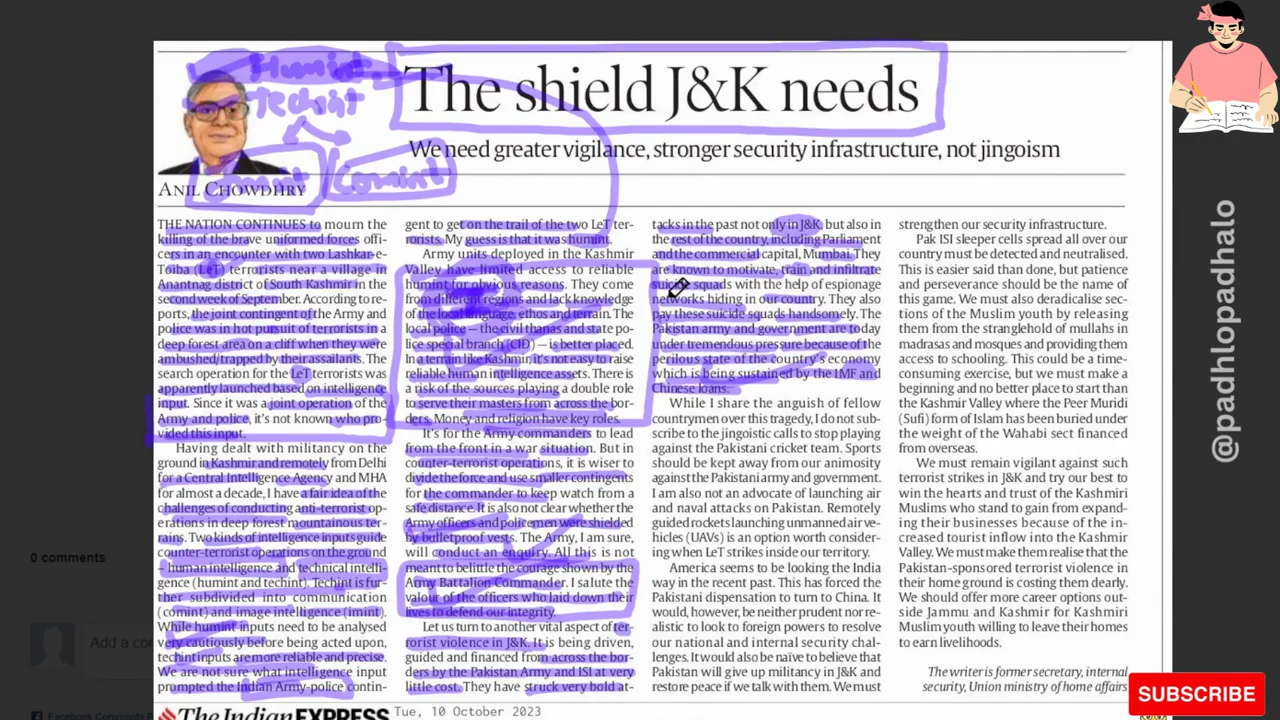 The shield J&K needs
We need greater vigilance, stronger security infrastructure, not jingoism
Humint
Techint
Comint
ANIL CHOWDHRY
THE NATION CONTINUES to mourn the
killing of the brave uniformed forces offi-
cers in an encounter with two Lashkar-e-
Toiba (LeT) terrorists near a village in
Anantnag district of South Kashmir in the
second week of September. According to re-
ports, the joint contingent of the Army and
police was in hot pursuit of terrorists in a
deep forest area on a cliff when they were
ambushed/trapped by their assailants. The
search operation for the LeT terrorists was
apparently launched based on intelligence
input. Since it was a joint operation of the
Army and police, it's not known who pro-
vided this input.
Having dealt with militancy on the
ground in Kashmir and remotely from Delhi
for a Central Intelligence Agency and MHA
for almost a decade, I have a fair idea of the
challenges of conducting anti-terrorist op-
erations in deep forest mountainous ter-
rains. Two kinds of intelligence inputs guide
counter-terrorist operations on the ground
– human intelligence and technical intelli-
gence (humint and techint). Techint is fur-
ther subdivided into communication
(comint) and image intelligence (imint).
While humint inputs need to be analysed
very cautiously before being acted upon,
techint inputs are more reliable and precise.
We are not sure what intelligence input
prompted the Indian Army-police contin-
gent to get on the trail of the two LeT ter-
rorists. My guess is that it was humint.
Army units deployed in the Kashmir
Valley have limited access to reliable
humint for obvious reasons. They come
from different regions and lack knowledge
of the local language, ethos and terrain. The
local police — the civil thanas and state po-
lice special branch (CID) — is better placed.
In a terrain like Kashmir, it's not easy to raise
reliable human intelligence assets. There is
a risk of the sources playing a double role
to serve their masters from across the bor-
ders. Money and religion have key roles.
It's for the Army commanders to lead
from the front in a war situation. But in
counter-terrorist operations, it is wiser to
divide the force and use smaller contingents
for the commander to keep watch from a
safe distance. It is also not clear whether the
Army officers and policemen were shielded
by bulletproof vests. The Army, I am sure,
will conduct an enquiry. All this is not
meant to belittle the courage shown by the
Army Battalion Commander. I salute the
valour of the officers who laid down their
lives to defend our integrity.
Let us turn to another vital aspect of ter-
rorist violence in J&K. It is being driven,
guided and financed from across the bor-
ders by the Pakistan Army and ISI at very
little cost. They have struck very bold at-
tacks in the past not only in J&K, but also in
the rest of the country, including Parliament
and the commercial capital, Mumbai. They
are known to motivate, train and infiltrate
suicide squads with the help of espionage
networks hiding in our country. They also
pay these suicide squads handsomely. The
Pakistan army and government are today
under tremendous pressure because of the
perilous state of the country's economy
which is being sustained by the IMF and
Chinese loans.
While I share the anguish of fellow
countrymen over this tragedy, I do not sub-
scribe to the jingoistic calls to stop playing
against the Pakistani cricket team. Sports
should be kept away from our animosity
against the Pakistani army and government.
I am also not an advocate of launching air
and naval attacks on Pakistan. Remotely
guided rockets launching unmanned air ve-
hicles (UAVs) is an option worth consider-
ing when LeT strikes inside our territory.
America seems to be looking the India
way in the recent past. This has forced the
Pakistani dispensation to turn to China. It
would, however, be neither prudent nor re-
alistic to look to foreign powers to resolve
our national and internal security chal-
lenges. It would also be naïve to believe that
Pakistan will give up militancy in J&K and
restore peace if we talk with them. We must
strengthen our security infrastructure.
Pak ISI sleeper cells spread all over our
country must be detected and neutralised.
This is easier said than done, but patience
and perseverance should be the name of
this game. We must also deradicalise sec-
tions of the Muslim youth by releasing
them from the stranglehold of mullahs in
madrasas and mosques and providing them
access to schooling. This could be a time-
consuming exercise, but we must make a
beginning and no better place to start than
the Kashmir Valley where the Peer Muridi
(Sufi) form of Islam has been buried under
the weight of the Wahabi sect financed
from overseas.
We must remain vigilant against such
terrorist strikes in J&K and try our best to
win the hearts and trust of the Kashmiri
Muslims who stand to gain from expand-
ing their businesses because of the in-
creased tourist inflow into the Kashmir
Valley. We must make them realise that the
Pakistan-sponsored terrorist violence in
their home ground is costing them dearly.
We should offer more career options out-
side Jammu and Kashmir for Kashmiri
Muslim youth willing to leave their homes
to earn livelihoods.
The writer is former secretary, internal
security, Union ministry of home affairs
The Indian EXPRESS
Tue, 10 October 2023
0 comments
Add a co
Facebook Comments
@padhlopadhalo
SUBSCRIBE